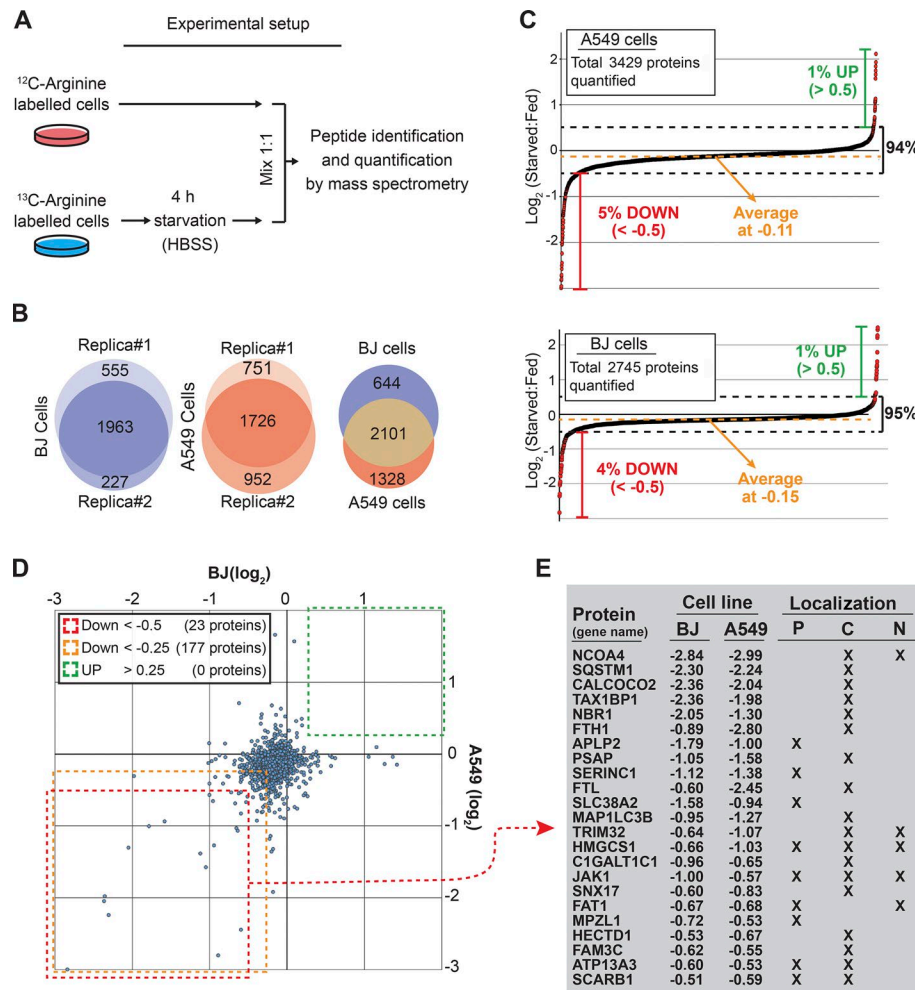 A
Experimental setup
¹²C-Arginine
labelled cells
¹³C-Arginine
labelled cells
4 h
starvation
(HBSS)
Mix 1:1
Peptide identification
and quantification
by mass spectrometry
B
Replica#1
555
1963
227
Replica#2
BJ Cells
Replica#1
751
1726
952
Replica#2
A549 Cells
BJ cells
644
2101
1328
A549 cells
C
A549 cells
Total 3429 proteins
quantified
2
1
0
-1
-2
Log₂ (Starved:Fed)
1% UP
(> 0.5)
94%
5% DOWN
(< -0.5)
Average
at -0.11
BJ cells
Total 2745 proteins
quantified
2
1
0
-1
-2
Log₂ (Starved:Fed)
1% UP
(> 0.5)
95%
4% DOWN
(< -0.5)
Average
at -0.15
D
BJ(log₂)
-3 -2 -1 0 1
Down < -0.5 (23 proteins)
Down < -0.25 (177 proteins)
UP > 0.25 (0 proteins)
1
0
-1
-2
-3
A549 (log₂)
E
Protein Cell line Localization
(gene name) BJ A549 P C N
NCOA4 -2.84 -2.99 X X
SQSTM1 -2.30 -2.24 X
CALCOCO2 -2.36 -2.04 X
TAX1BP1 -2.36 -1.98 X
NBR1 -2.05 -1.30 X
FTH1 -0.89 -2.80 X
APLP2 -1.79 -1.00 X
PSAP -1.05 -1.58 X
SERINC1 -1.12 -1.38 X
FTL -0.60 -2.45 X
SLC38A2 -1.58 -0.94 X
MAP1LC3B -0.95 -1.27 X
TRIM32 -0.64 -1.07 X X
HMGCS1 -0.66 -1.03 X X X
C1GALT1C1 -0.96 -0.65 X
JAK1 -1.00 -0.57 X X X
SNX17 -0.60 -0.83 X
FAT1 -0.67 -0.68 X X
MPZL1 -0.72 -0.53 X
HECTD1 -0.53 -0.67 X
FAM3C -0.62 -0.55 X
ATP13A3 -0.60 -0.53 X X
SCARB1 -0.51 -0.59 X X